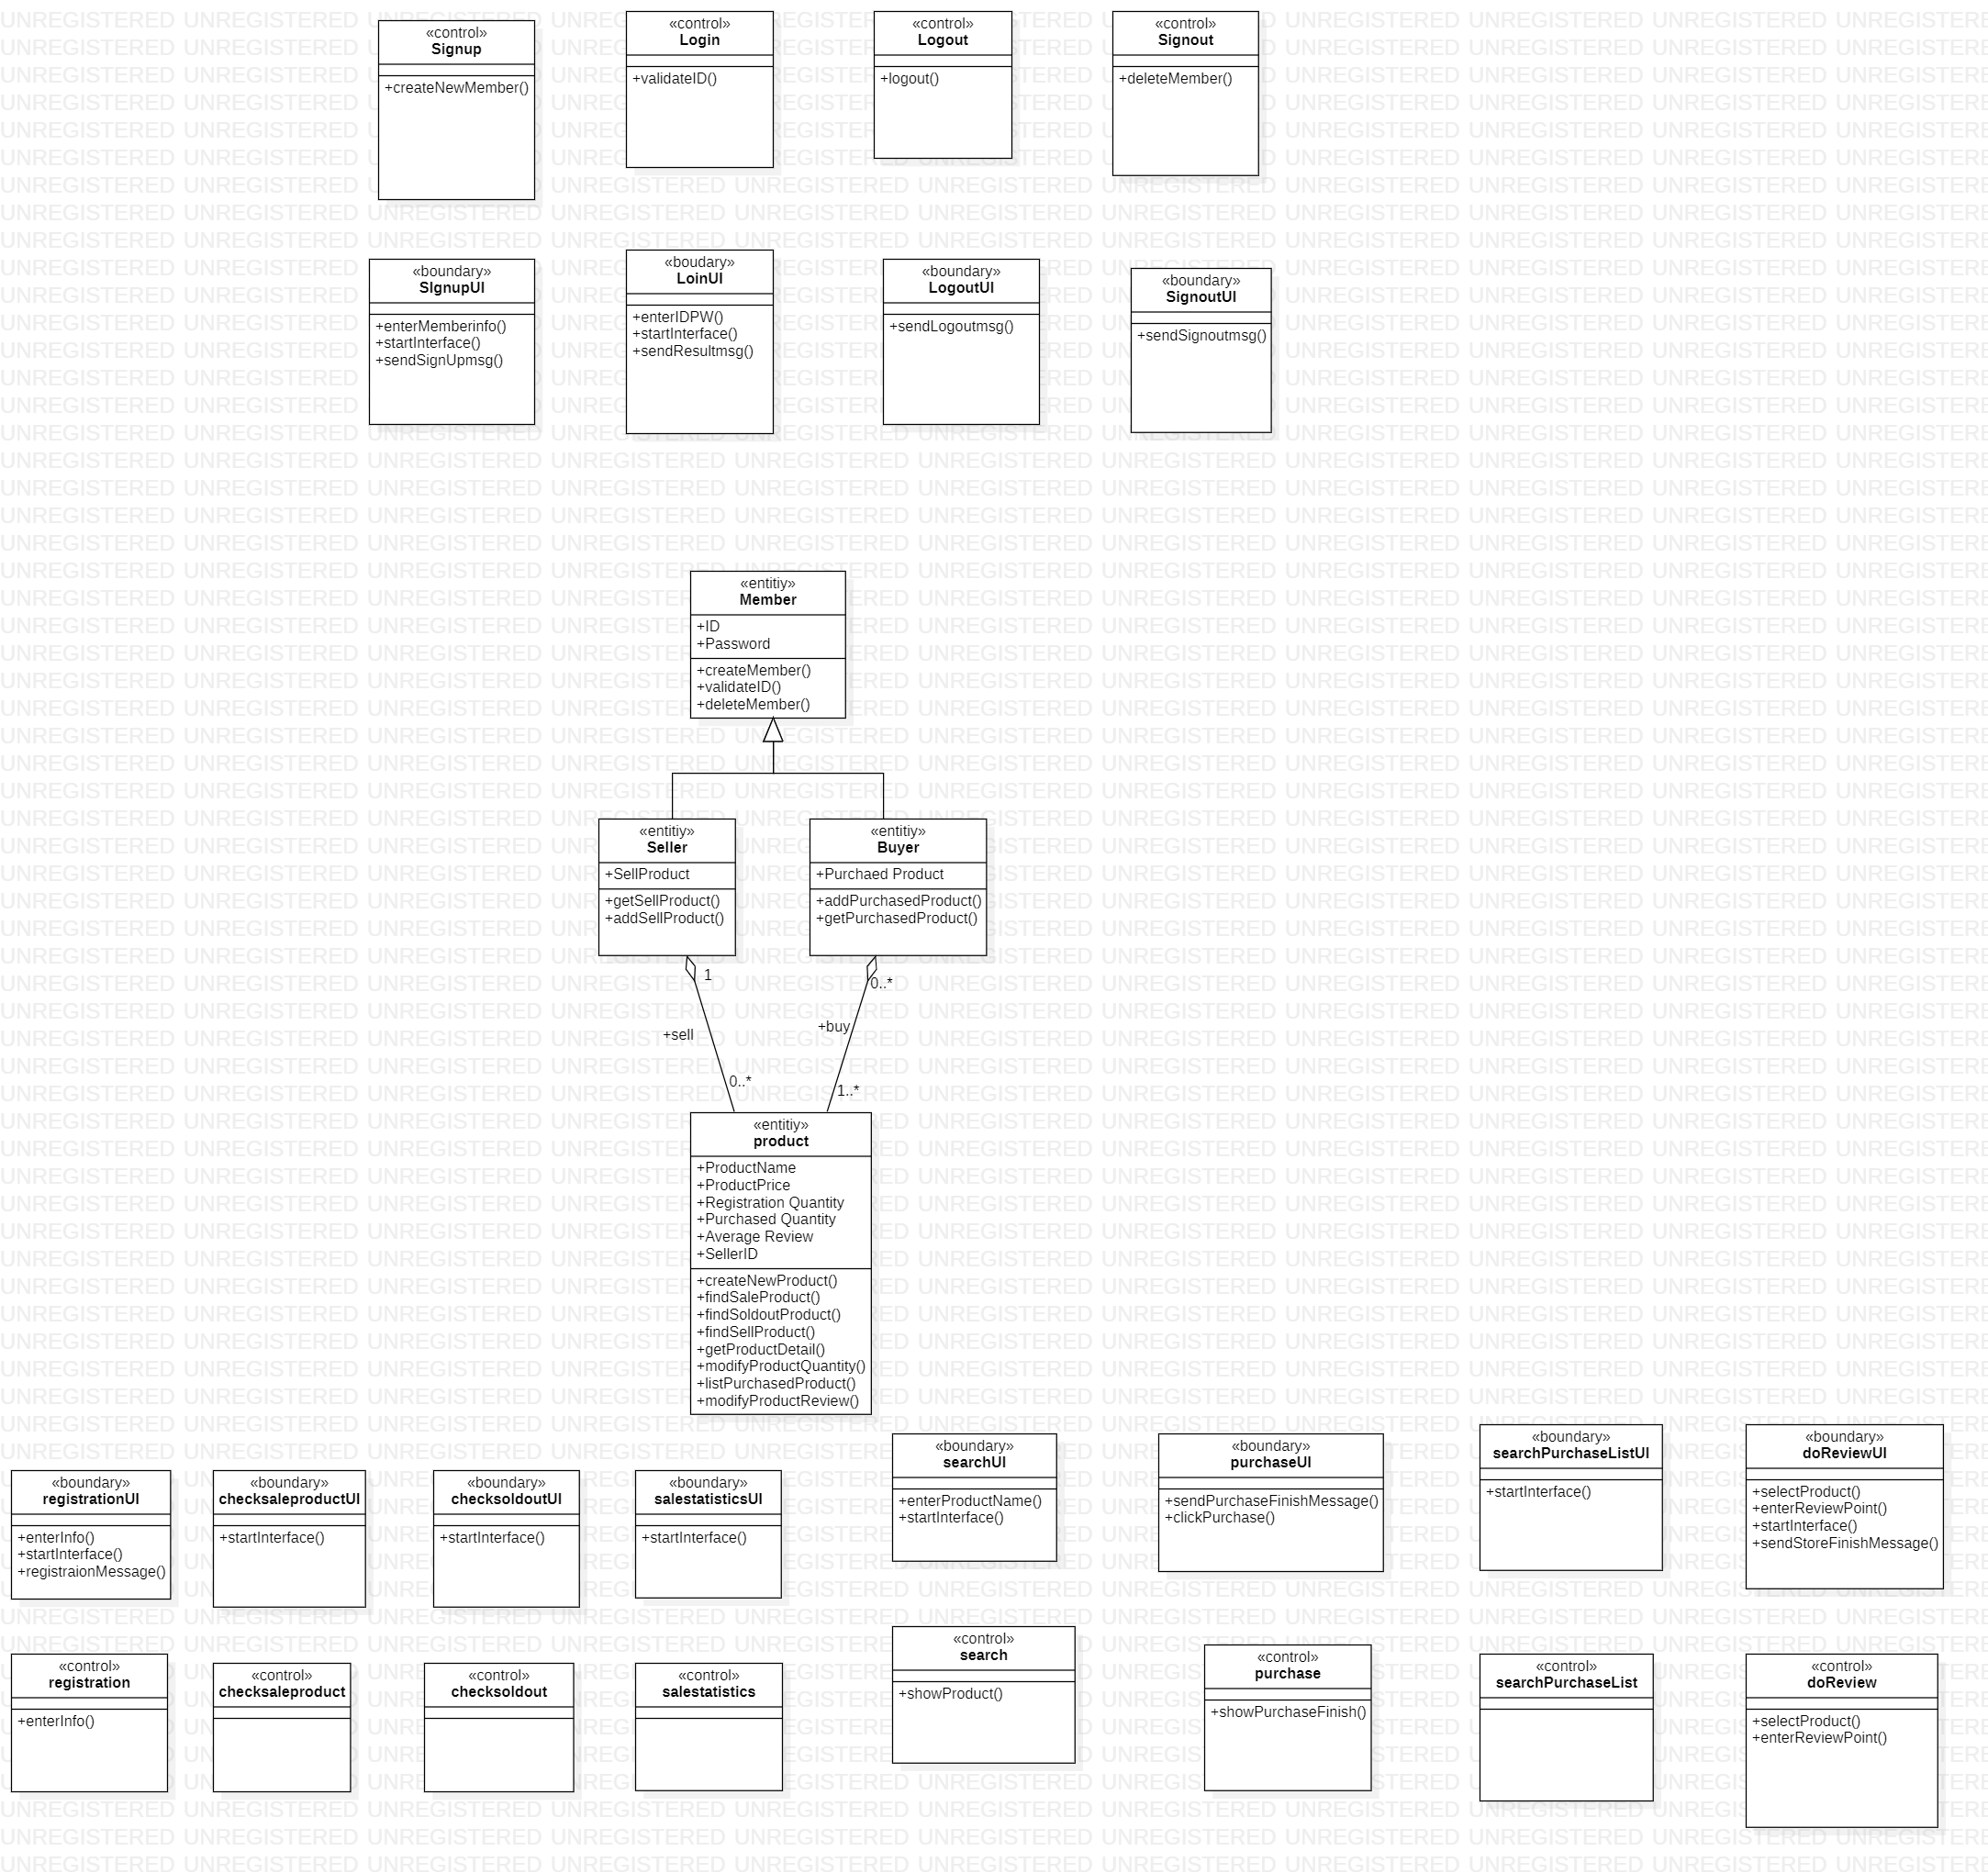 «control»
Signup
+createNewMember()
«control»
Login
+validateID()
«control»
Logout
+logout()
«control»
Signout
+deleteMember()
«boundary»
SIgnupUI
+enterMemberinfo()
+startInterface()
+sendSignUpmsg()
«boudary»
LoinUI
+enterIDPW()
+startInterface()
+sendResultmsg()
«boundary»
LogoutUI
+sendLogoutmsg()
«boundary»
SignoutUI
+sendSignoutmsg()
«entitiy»
Member
+ID
+Password
+createMember()
+validateID()
+deleteMember()
«entitiy»
Seller
+SellProduct
+getSellProduct()
+addSellProduct()
«entitiy»
Buyer
+Purchaed Product
+addPurchasedProduct()
+getPurchasedProduct()
1
0..*
+sell
+buy
0..*
1..*
«entitiy»
product
+ProductName
+ProductPrice
+Registration Quantity
+Purchased Quantity
+Average Review
+SellerID
+createNewProduct()
+findSaleProduct()
+findSoldoutProduct()
+findSellProduct()
+getProductDetail()
+modifyProductQuantity()
+listPurchasedProduct()
+modifyProductReview()
«boundary»
registrationUI
+enterInfo()
+startInterface()
+registraionMessage()
«boundary»
checksaleproductUI
+startInterface()
«boundary»
checksoldoutUI
+startInterface()
«boundary»
salestatisticsUI
+startInterface()
«boundary»
searchUI
+enterProductName()
+startInterface()
«boundary»
purchaseUI
+sendPurchaseFinishMessage()
+clickPurchase()
«boundary»
searchPurchaseListUI
+startInterface()
«boundary»
doReviewUI
+selectProduct()
+enterReviewPoint()
+startInterface()
+sendStoreFinishMessage()
«control»
registration
+enterInfo()
«control»
checksaleproduct
«control»
checksoldout
«control»
salestatistics
«control»
search
+showProduct()
«control»
purchase
+showPurchaseFinish()
«control»
searchPurchaseList
«control»
doReview
+selectProduct()
+enterReviewPoint()
UNREGISTERED